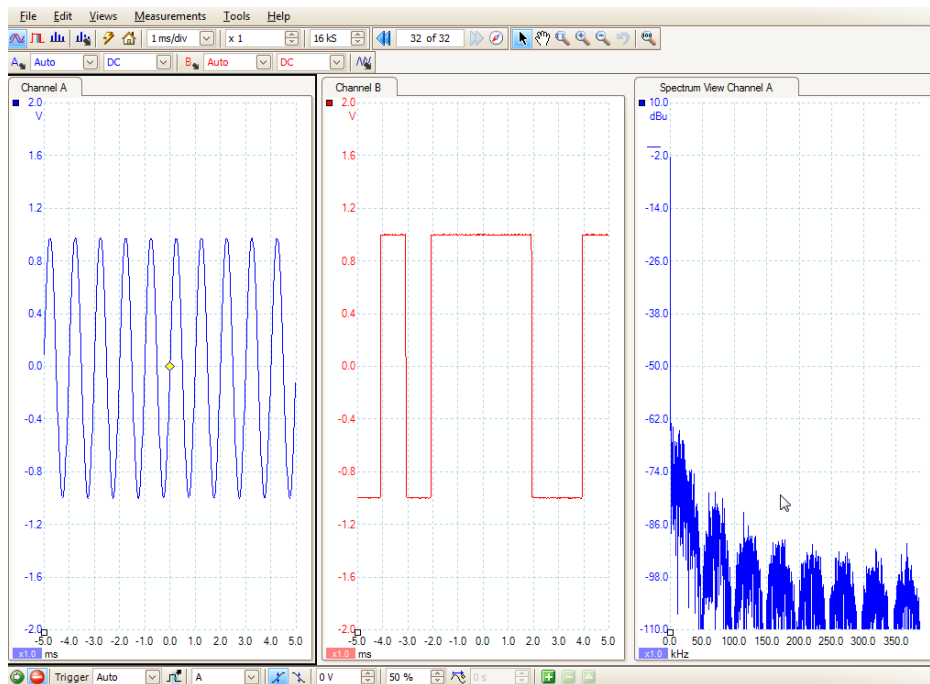 File Edit Views Measurements Tools Help
1 ms/div x 1 16 kS 32 of 32
A Auto DC B Auto DC
Channel A
2.0
V
1.6
1.2
0.8
0.4
0.0
-0.4
-0.8
-1.2
-1.6
-2.0
-5.0 -4.0 -3.0 -2.0 -1.0 0.0 1.0 2.0 3.0 4.0 5.0
x1.0 ms
Channel B
2.0
V
1.6
1.2
0.8
0.4
0.0
-0.4
-0.8
-1.2
-1.6
-2.0
-5.0 -4.0 -3.0 -2.0 -1.0 0.0 1.0 2.0 3.0 4.0 5.0
x1.0 ms
Spectrum View Channel A
10.0
dBu
-2.0
-14.0
-26.0
-38.0
-50.0
-62.0
-74.0
-86.0
-98.0
-110.0
0.0 50.0 100.0 150.0 200.0 250.0 300.0 350.0
x1.0 kHz
Trigger Auto A 0 V 50 % 0 s